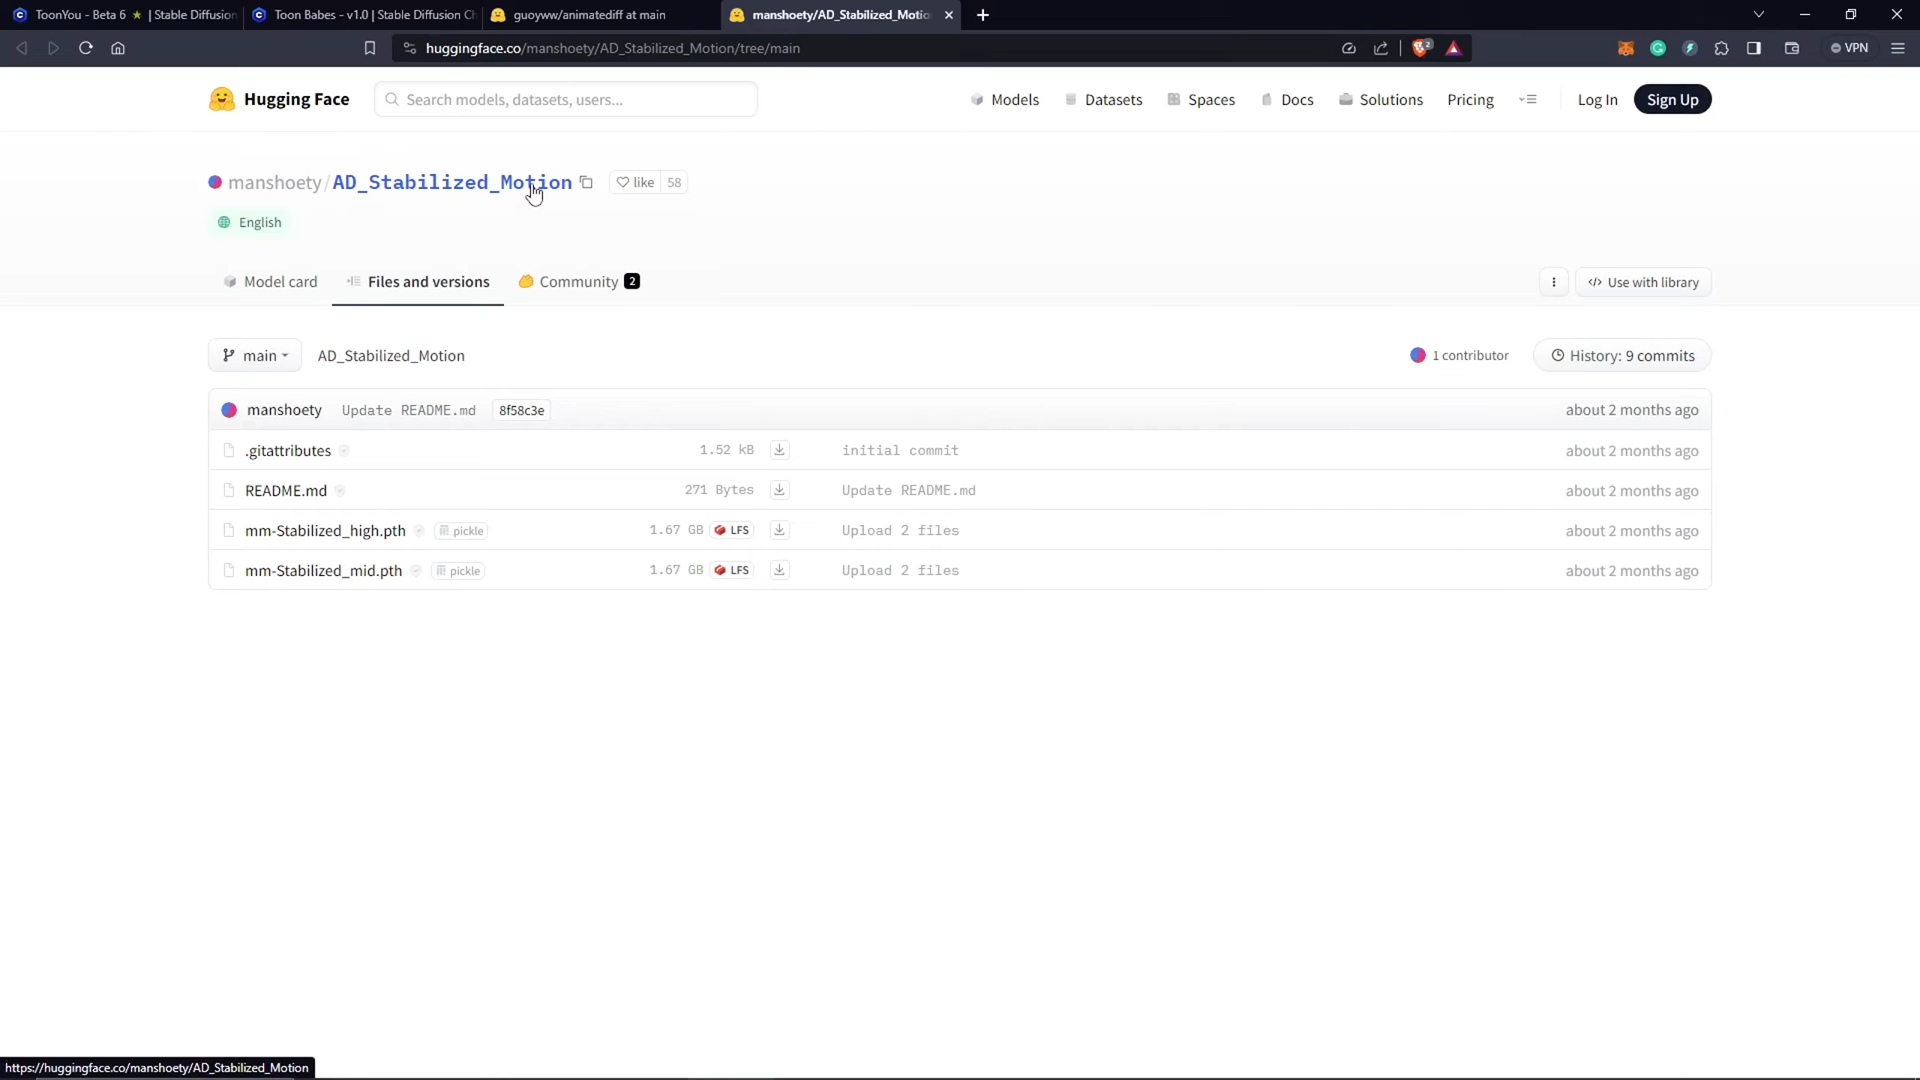 ToonYou - Beta 6 ★ | Stable Diffusion
Toon Babes - v1.0 | Stable Diffusion Ch
guoyww/animatediff at main
manshoety/AD_Stabilized_Motio
huggingface.co/manshoety/AD_Stabilized_Motion/tree/main
2
VPN
Hugging Face
Search models, datasets, users...
Models
Datasets
Spaces
Docs
Solutions
Pricing
Log In
Sign Up
manshoety/AD_Stabilized_Motion
like 58
English
Model card
Files and versions
Community 2
Use with library
main
AD_Stabilized_Motion
1 contributor
History: 9 commits
manshoety Update README.md 8f58c3e about 2 months ago
.gitattributes 1.52 kB initial commit about 2 months ago
README.md 271 Bytes Update README.md about 2 months ago
mm-Stabilized_high.pth pickle 1.67 GB LFS Upload 2 files about 2 months ago
mm-Stabilized_mid.pth pickle 1.67 GB LFS Upload 2 files about 2 months ago
https://huggingface.co/manshoety/AD_Stabilized_Motion